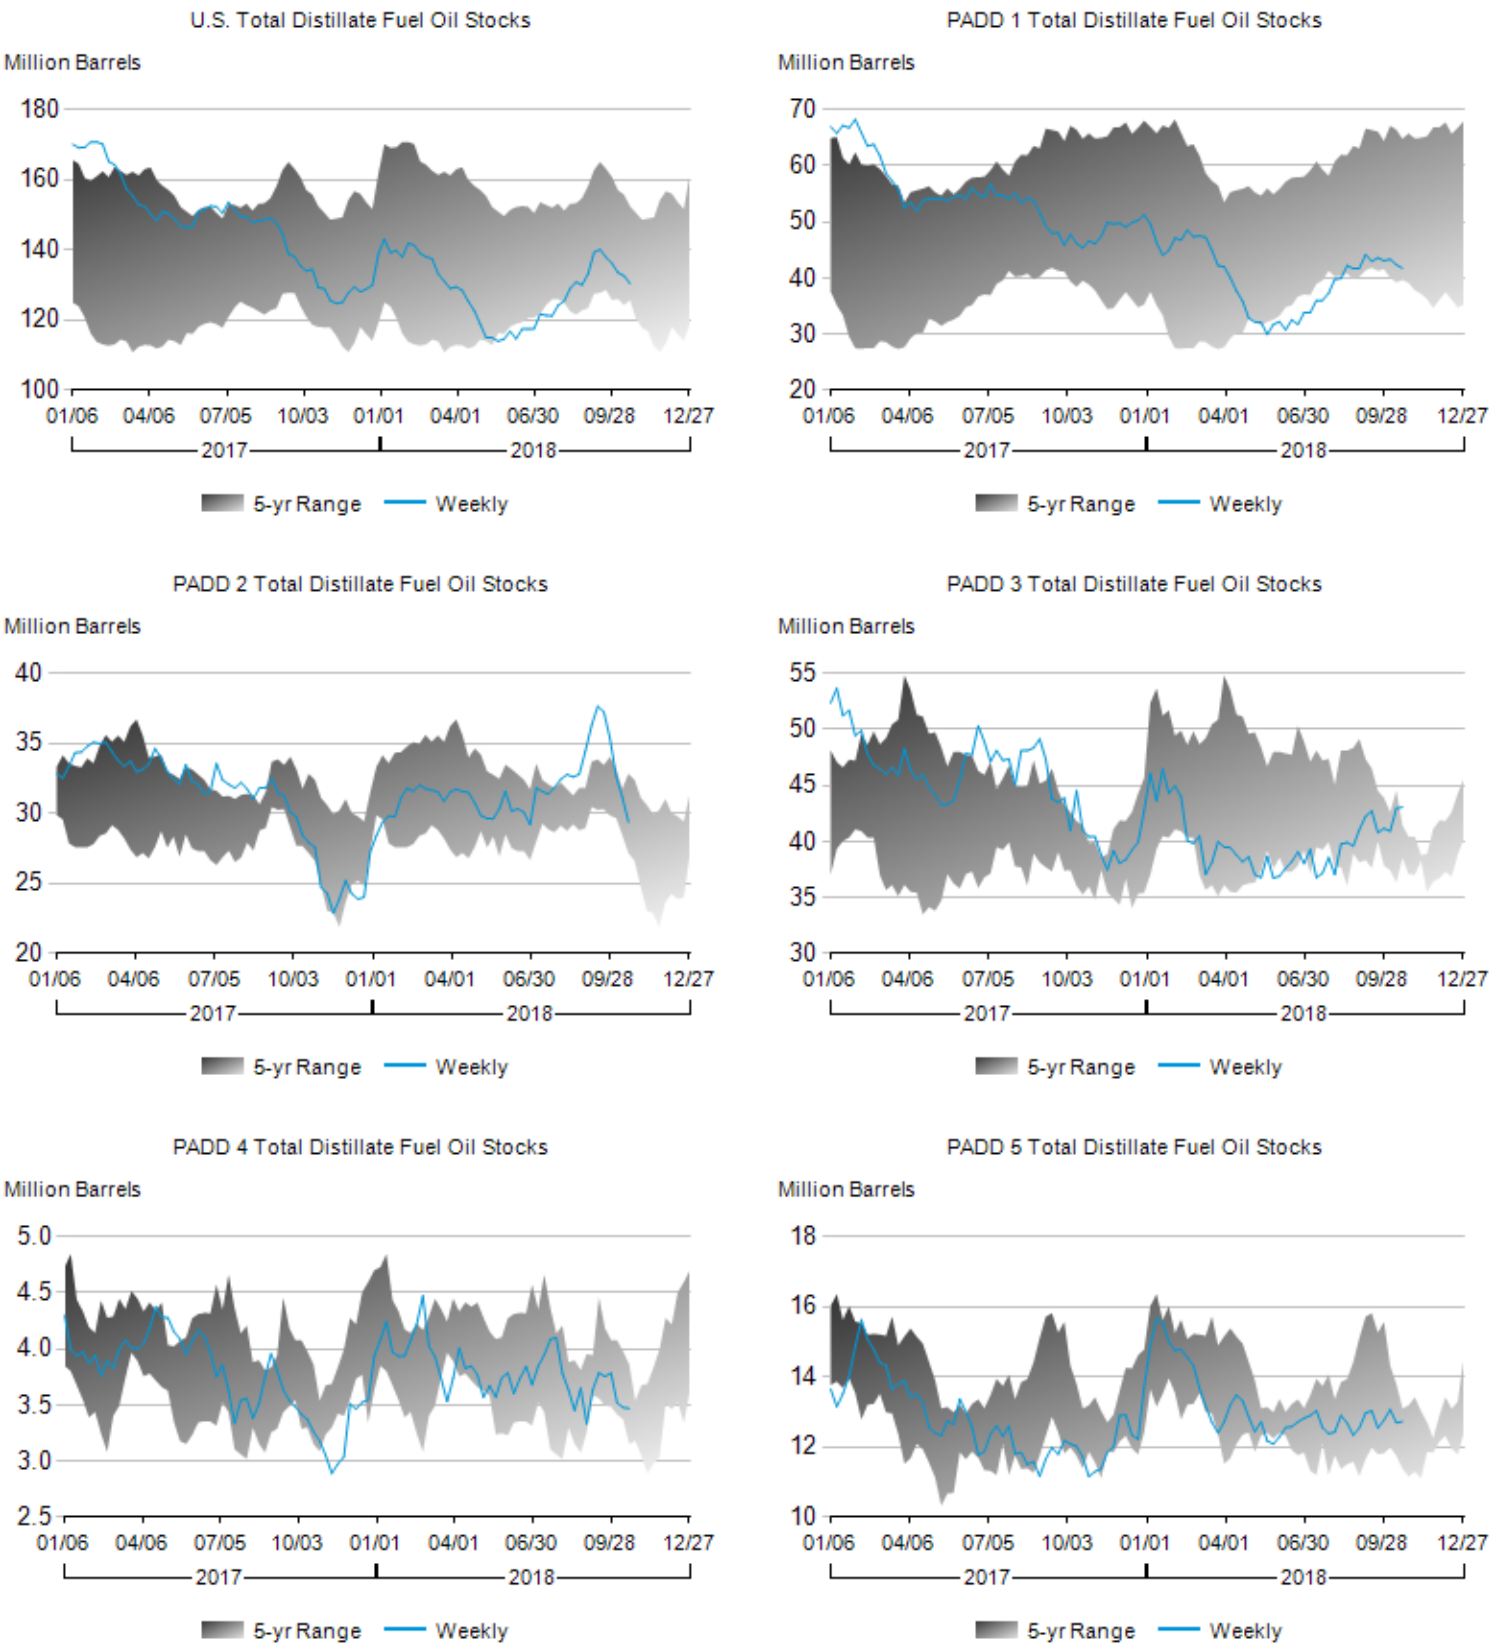 U.S. Total Distillate Fuel Oil Stocks
Million Barrels
180
160
140
120
100
01/06 04/06 07/05 10/03 01/01 04/01 06/30 09/28 12/27
2017 2018
5-yr Range Weekly
PADD 1 Total Distillate Fuel Oil Stocks
Million Barrels
70
60
50
40
30
20
01/06 04/06 07/05 10/03 01/01 04/01 06/30 09/28 12/27
2017 2018
5-yr Range Weekly
PADD 2 Total Distillate Fuel Oil Stocks
Million Barrels
40
35
30
25
20
01/06 04/06 07/05 10/03 01/01 04/01 06/30 09/28 12/27
2017 2018
5-yr Range Weekly
PADD 3 Total Distillate Fuel Oil Stocks
Million Barrels
55
50
45
40
35
30
01/06 04/06 07/05 10/03 01/01 04/01 06/30 09/28 12/27
2017 2018
5-yr Range Weekly
PADD 4 Total Distillate Fuel Oil Stocks
Million Barrels
5.0
4.5
4.0
3.5
3.0
2.5
01/06 04/06 07/05 10/03 01/01 04/01 06/30 09/28 12/27
2017 2018
5-yr Range Weekly
PADD 5 Total Distillate Fuel Oil Stocks
Million Barrels
18
16
14
12
10
01/06 04/06 07/05 10/03 01/01 04/01 06/30 09/28 12/27
2017 2018
5-yr Range Weekly